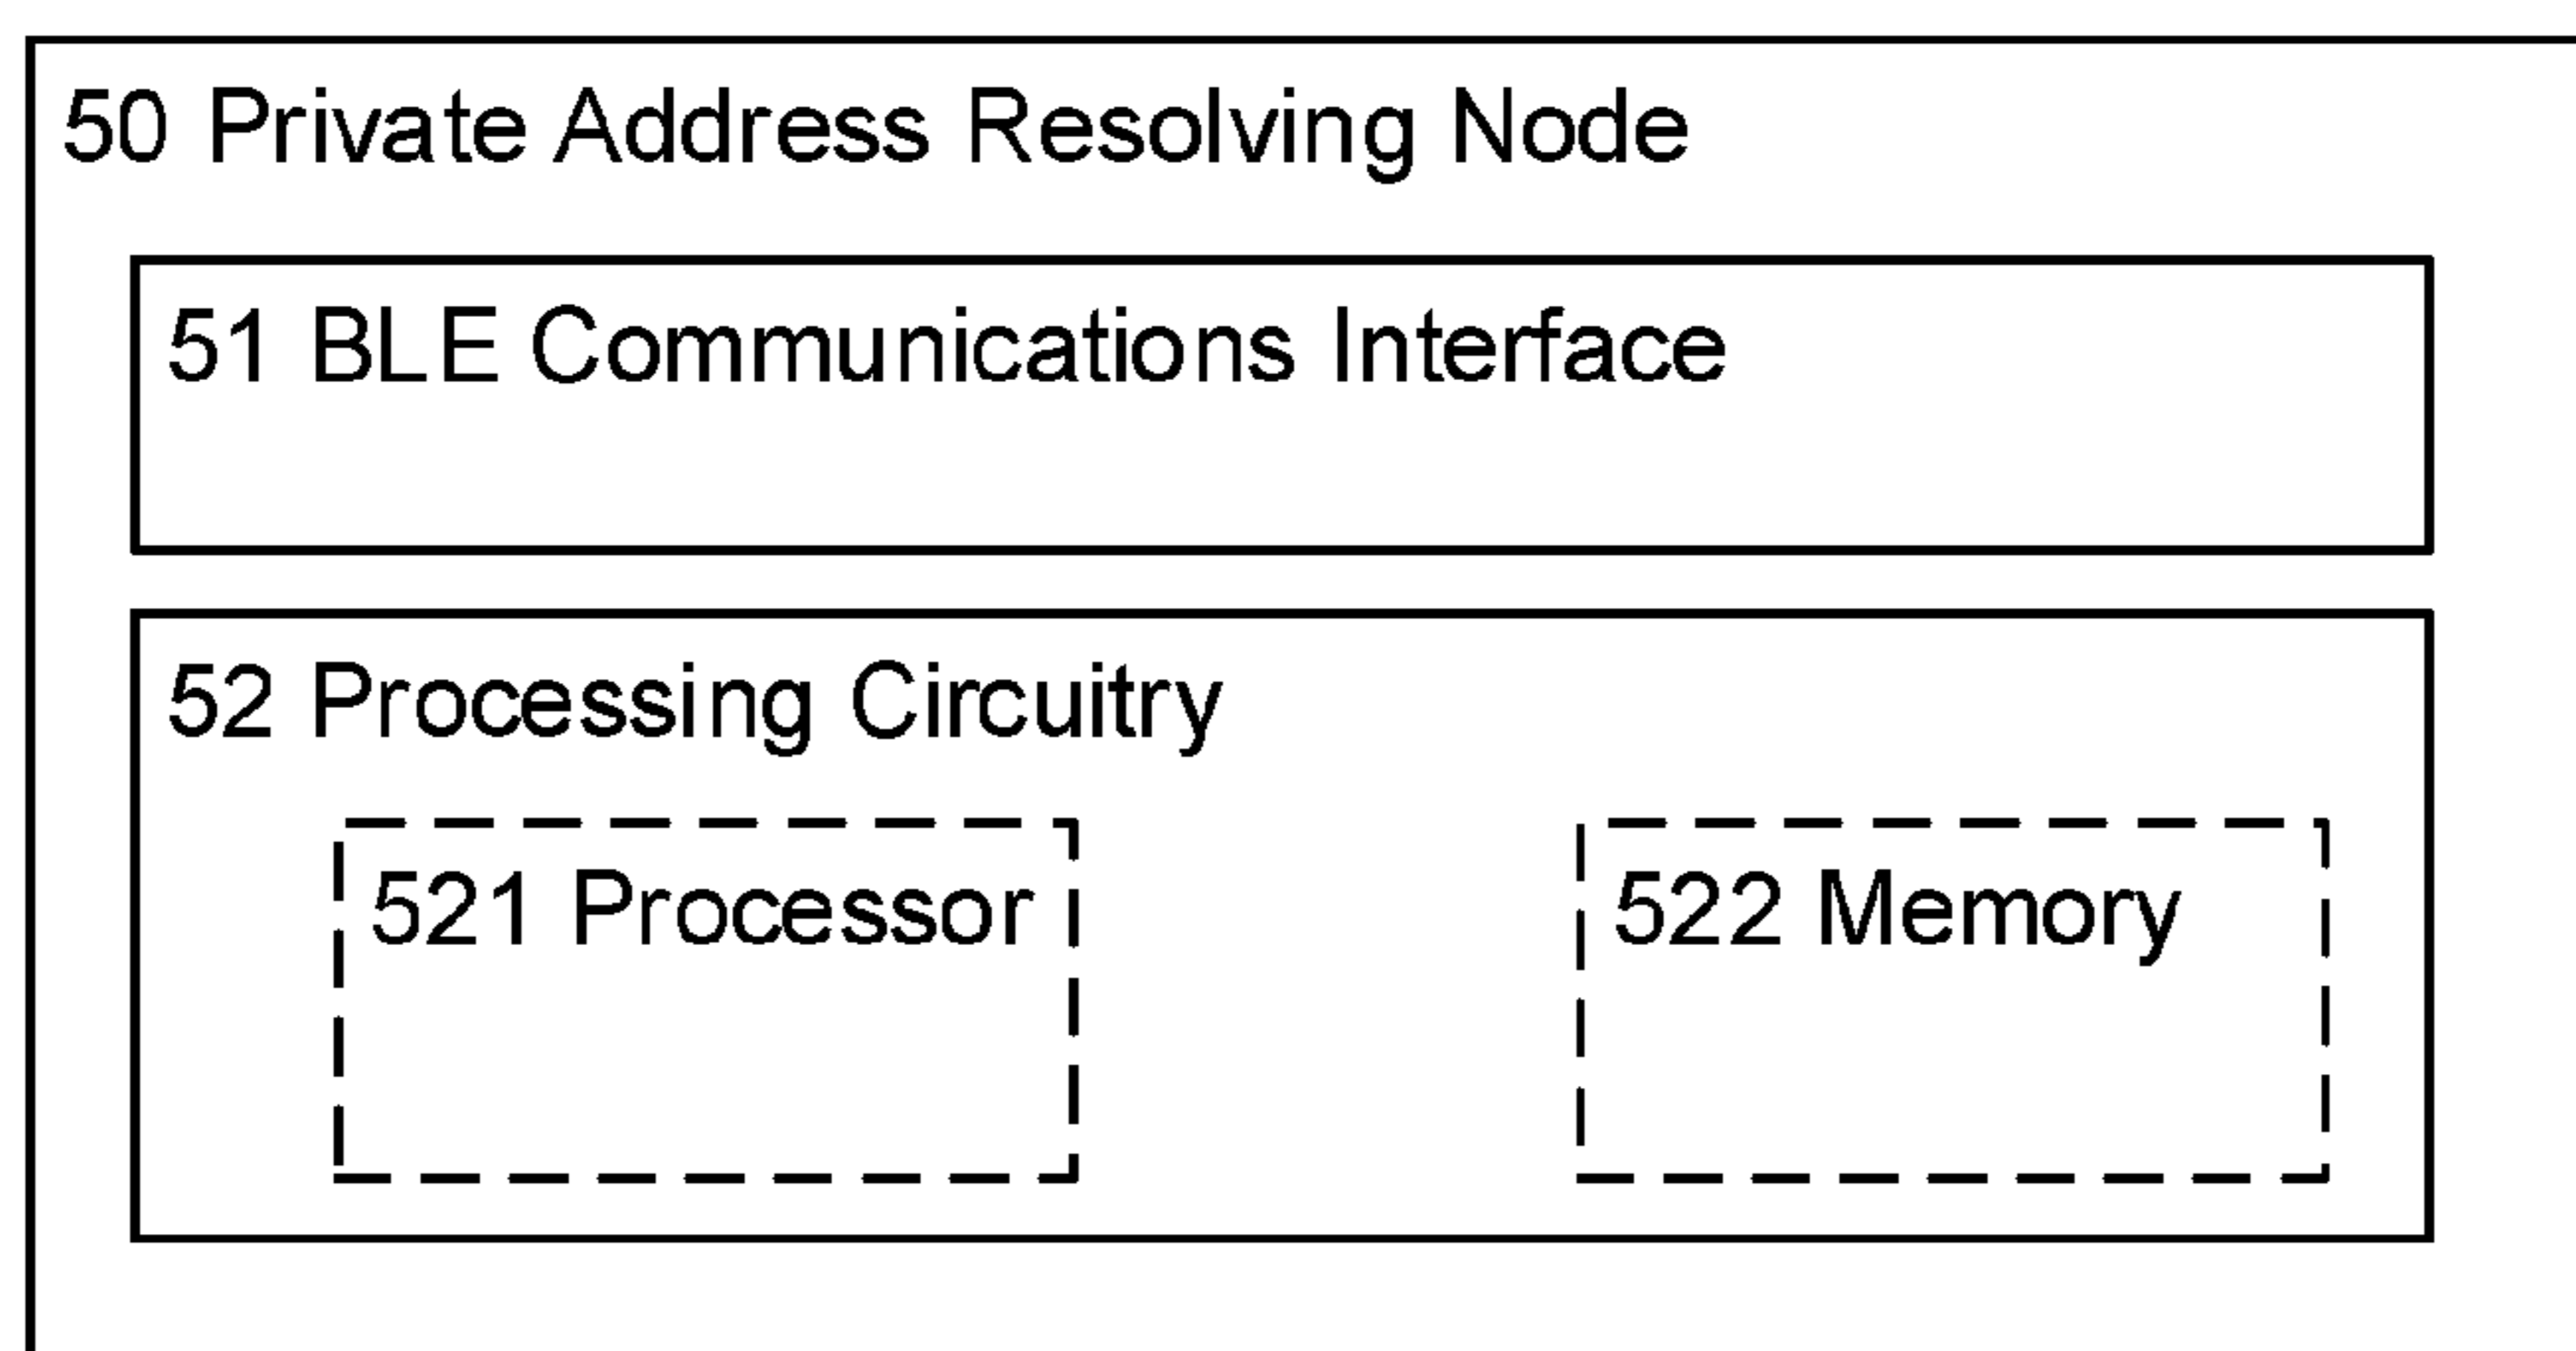 50 Private Address Resolving Node
51 BLE Communications Interface
52 Processing Circuitry
521 Processor
522 Memory